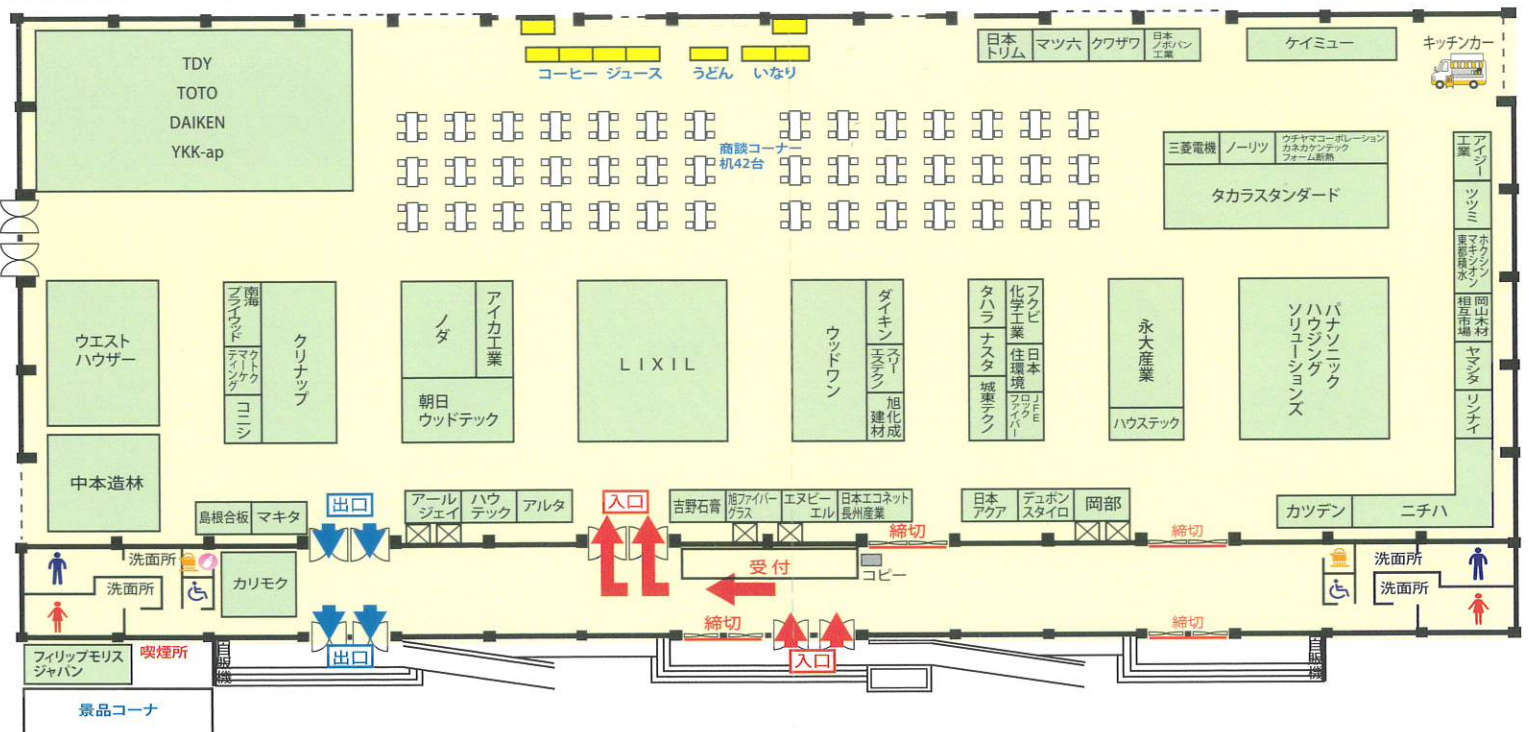 TDY
TOTO
DAIKEN
YKK-ap
コーヒー ジュース
うどん
いなり
日本
トリム
マツ六
クワザワ
日本
ノボパン
工業
ケイミュー
キッチンカー
商談コーナー
机42台
三菱電機
ノーリツ
ウチヤマコーポレーション
カネカケンテック
フォーム断熱
タカラスタンダード
アイジー
工業
ツツミ
ホクシン
マキシオン
東都積水
岡山木材
相互市場
ヤマシタ
リンナイ
ウエスト
ハウザー
南海
プライウッド
クトク
マーケ
ティング
コニシ
クリナップ
ノダ
アイカ工業
朝日
ウッドテック
LIXIL
ウッドワン
ダイキン
スリー
エステクノ
旭化成
建材
タハラ
ナスタ
城東テクノ
フクビ
化学工業
日本
住環境
JFE
ロック
ファイバー
永大産業
ハウステック
パナソニック
ハウジング
ソリューションズ
中本造林
島根合板
マキタ
出口
アール
ジェイ
ハウ
テック
アルタ
入口
吉野石膏
旭ファイバー
グラス
エヌビー
エル
日本エコネット
長州産業
締切
日本
アクア
デュポン
スタイロ
岡部
締切
カツデン
ニチハ
洗面所
洗面所
カリモク
受付
コピー
洗面所
洗面所
締切
締切
フィリップモリス
ジャパン
喫煙所
自販機
出口
入口
自販機
景品コーナ